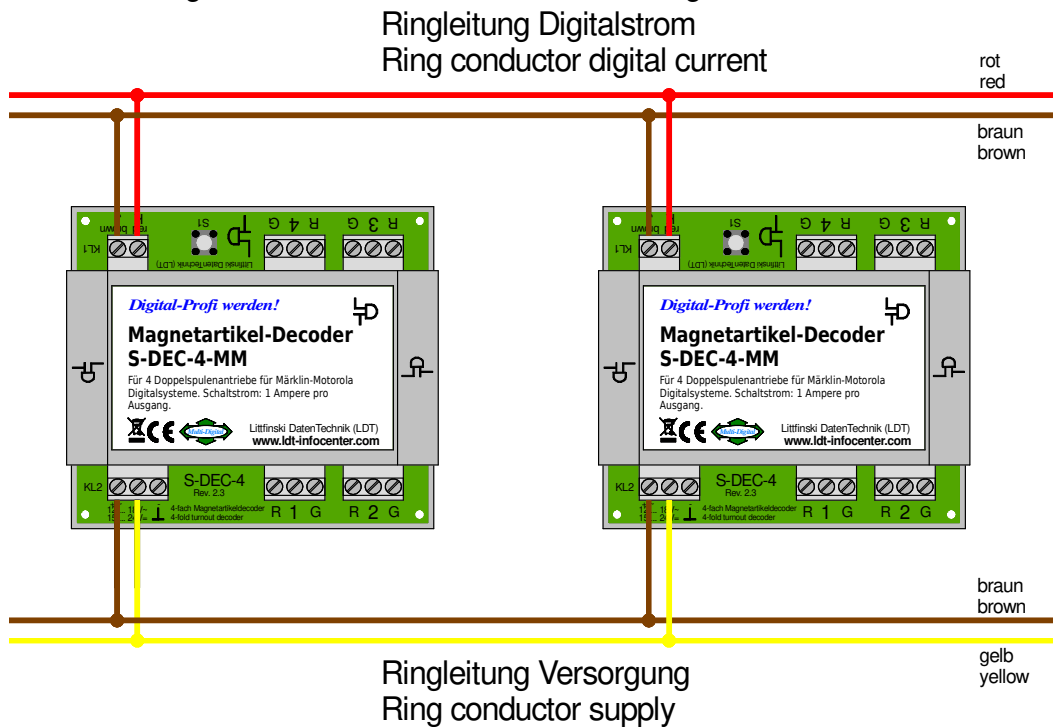 Ringleitung Digitalstrom
Ring conductor digital current
rot
red
braun
brown
KL1
S1
G 4 R
G 3 R
Littfinski DatenTechnik (LDT)
Digital-Profi werden!
Magnetartikel-Decoder
S-DEC-4-MM
Für 4 Doppelspulenantriebe für Märklin-Motorola
Digitalsysteme. Schaltstrom: 1 Ampere pro
Ausgang.
CE
Multi-Digital
Littfinski DatenTechnik (LDT)
www.ldt-infocenter.com
KL2
S-DEC-4
Rev. 2.3
4-fach Magnetartikeldecoder
4-fold turnout decoder
R 1 G
R 2 G
KL1
S1
G 4 R
G 3 R
Littfinski DatenTechnik (LDT)
Digital-Profi werden!
Magnetartikel-Decoder
S-DEC-4-MM
Für 4 Doppelspulenantriebe für Märklin-Motorola
Digitalsysteme. Schaltstrom: 1 Ampere pro
Ausgang.
CE
Multi-Digital
Littfinski DatenTechnik (LDT)
www.ldt-infocenter.com
KL2
S-DEC-4
Rev. 2.3
4-fach Magnetartikeldecoder
4-fold turnout decoder
R 1 G
R 2 G
braun
brown
gelb
yellow
Ringleitung Versorgung
Ring conductor supply